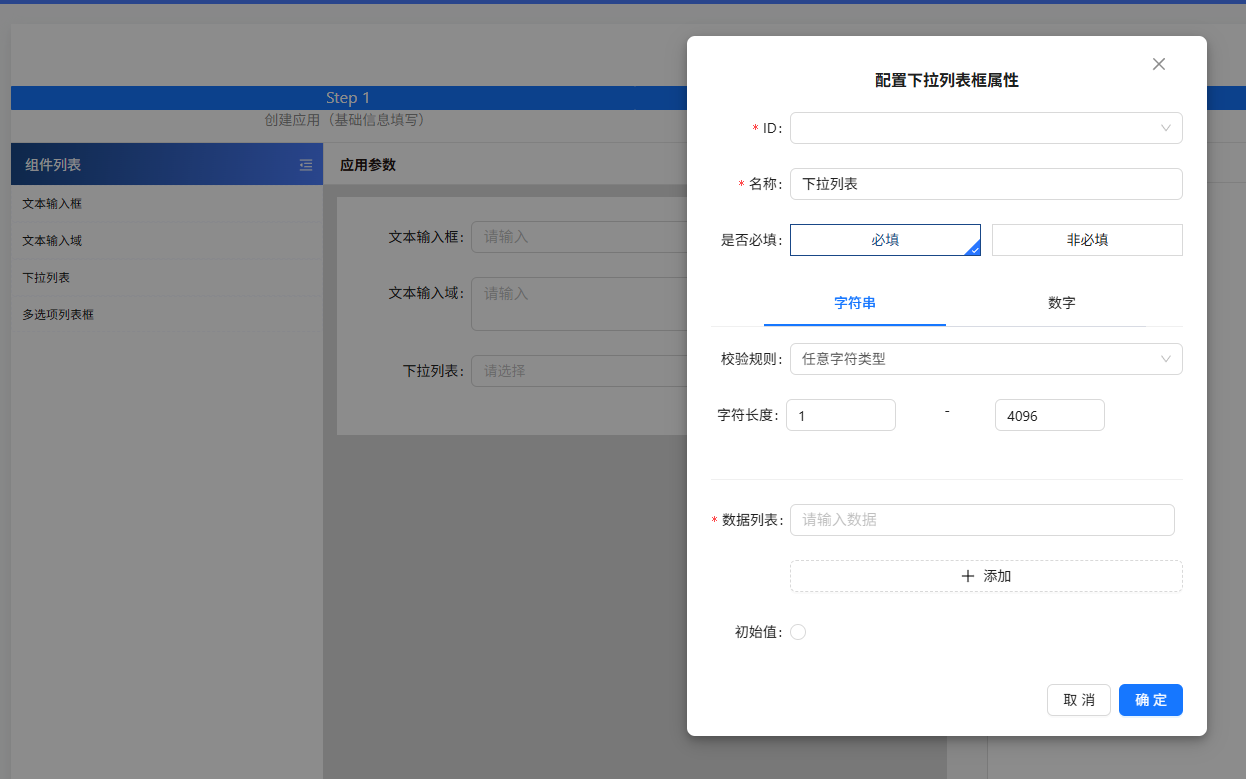 Step 1
创建应用（基础信息填写）
组件列表
文本输入框
文本输入域
下拉列表
多选项列表框
应用参数
文本输入框:
请输入
文本输入域:
请输入
下拉列表:
请选择
配置下拉列表框属性
* ID:
* 名称:
下拉列表
是否必填:
必填
非必填
字符串
数字
校验规则:
任意字符类型
字符长度:
1
-
4096
* 数据列表:
请输入数据
添加
初始值:
取 消
确 定